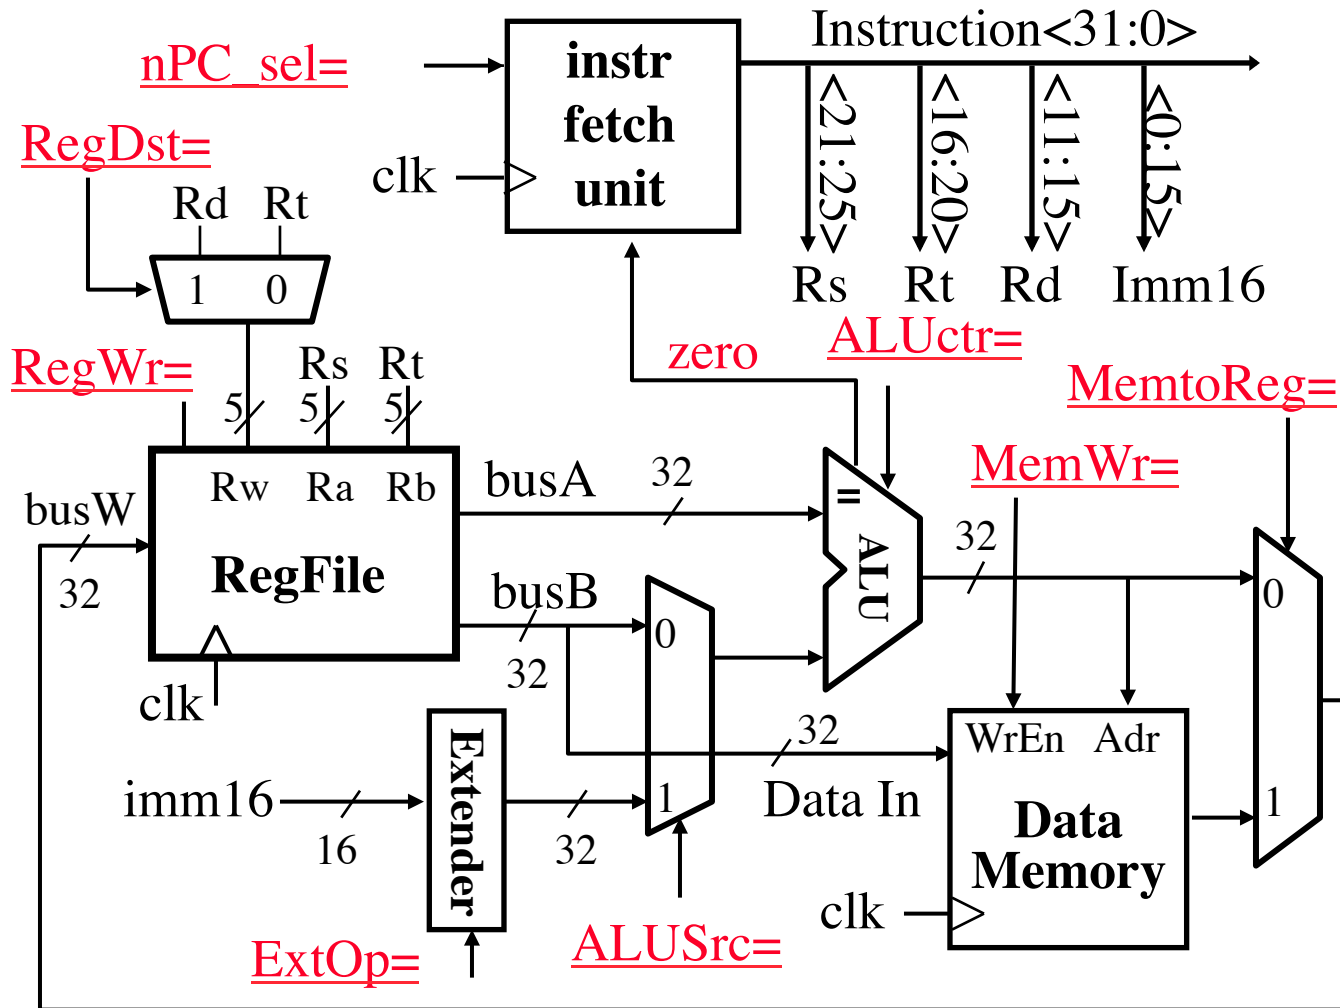 Instruction<31:0>
nPC_sel=
instr
fetch
unit
<21:25>
<16:20>
<11:15>
<0:15>
RegDst=
clk
Rd Rt
1 0
Rs Rt Rd Imm16
ALUctr=
zero
RegWr=
Rs Rt
MemtoReg=
5 5 5
busW
32
Rw Ra Rb
RegFile
clk
busA
32
=
ALU
MemWr=
32
busB
32
0
1
0
1
imm16
16
Extender
32
ExtOp=
ALUSrc=
32
Data In
WrEn Adr
Data
Memory
clk